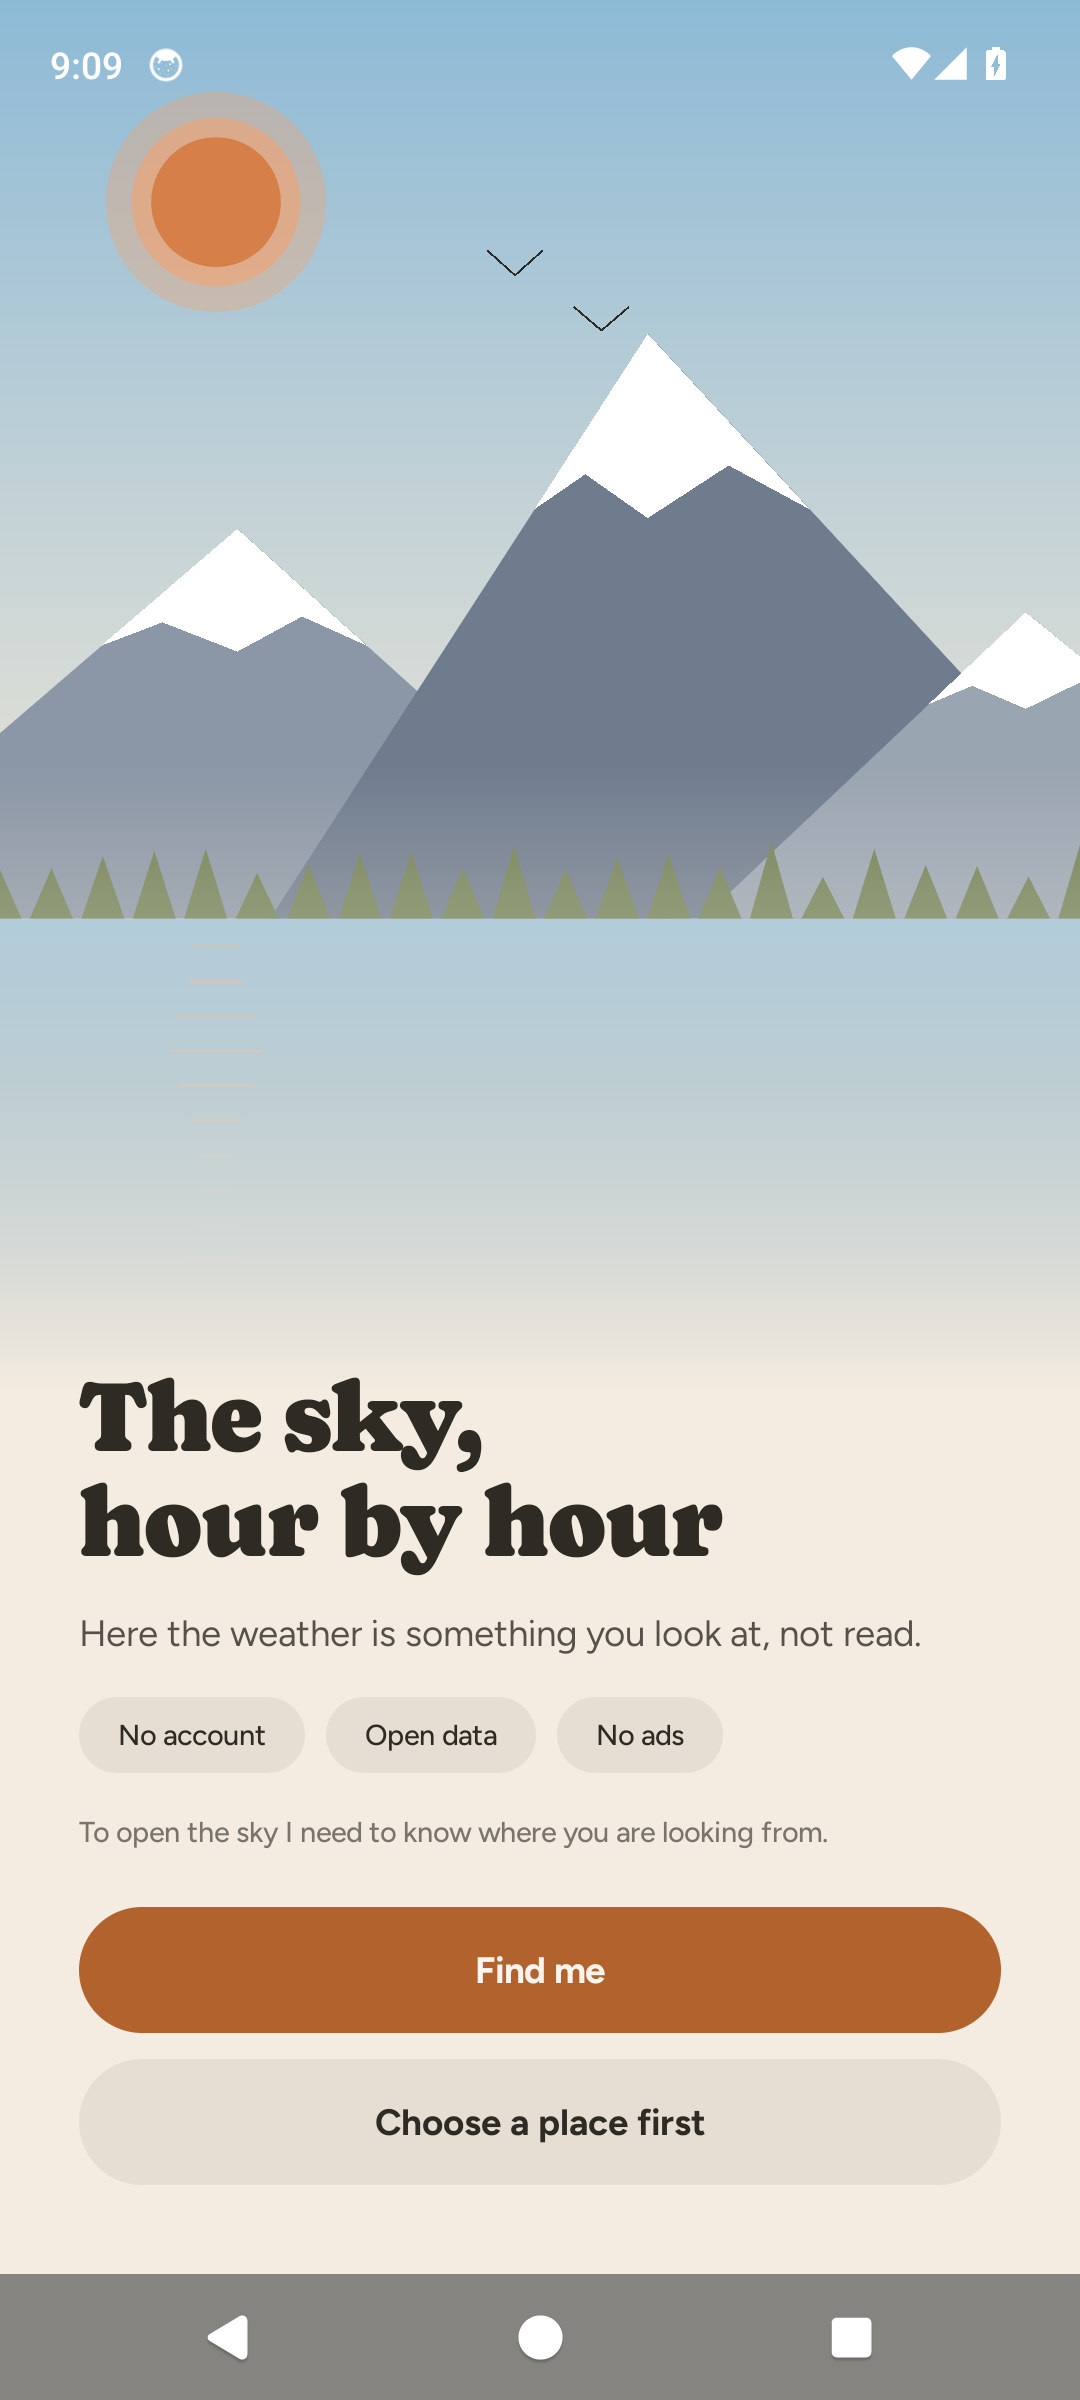 9:09
The sky,
hour by hour
Here the weather is something you look at, not read.
No account
Open data
No ads
To open the sky I need to know where you are looking from.
Find me
Choose a place first